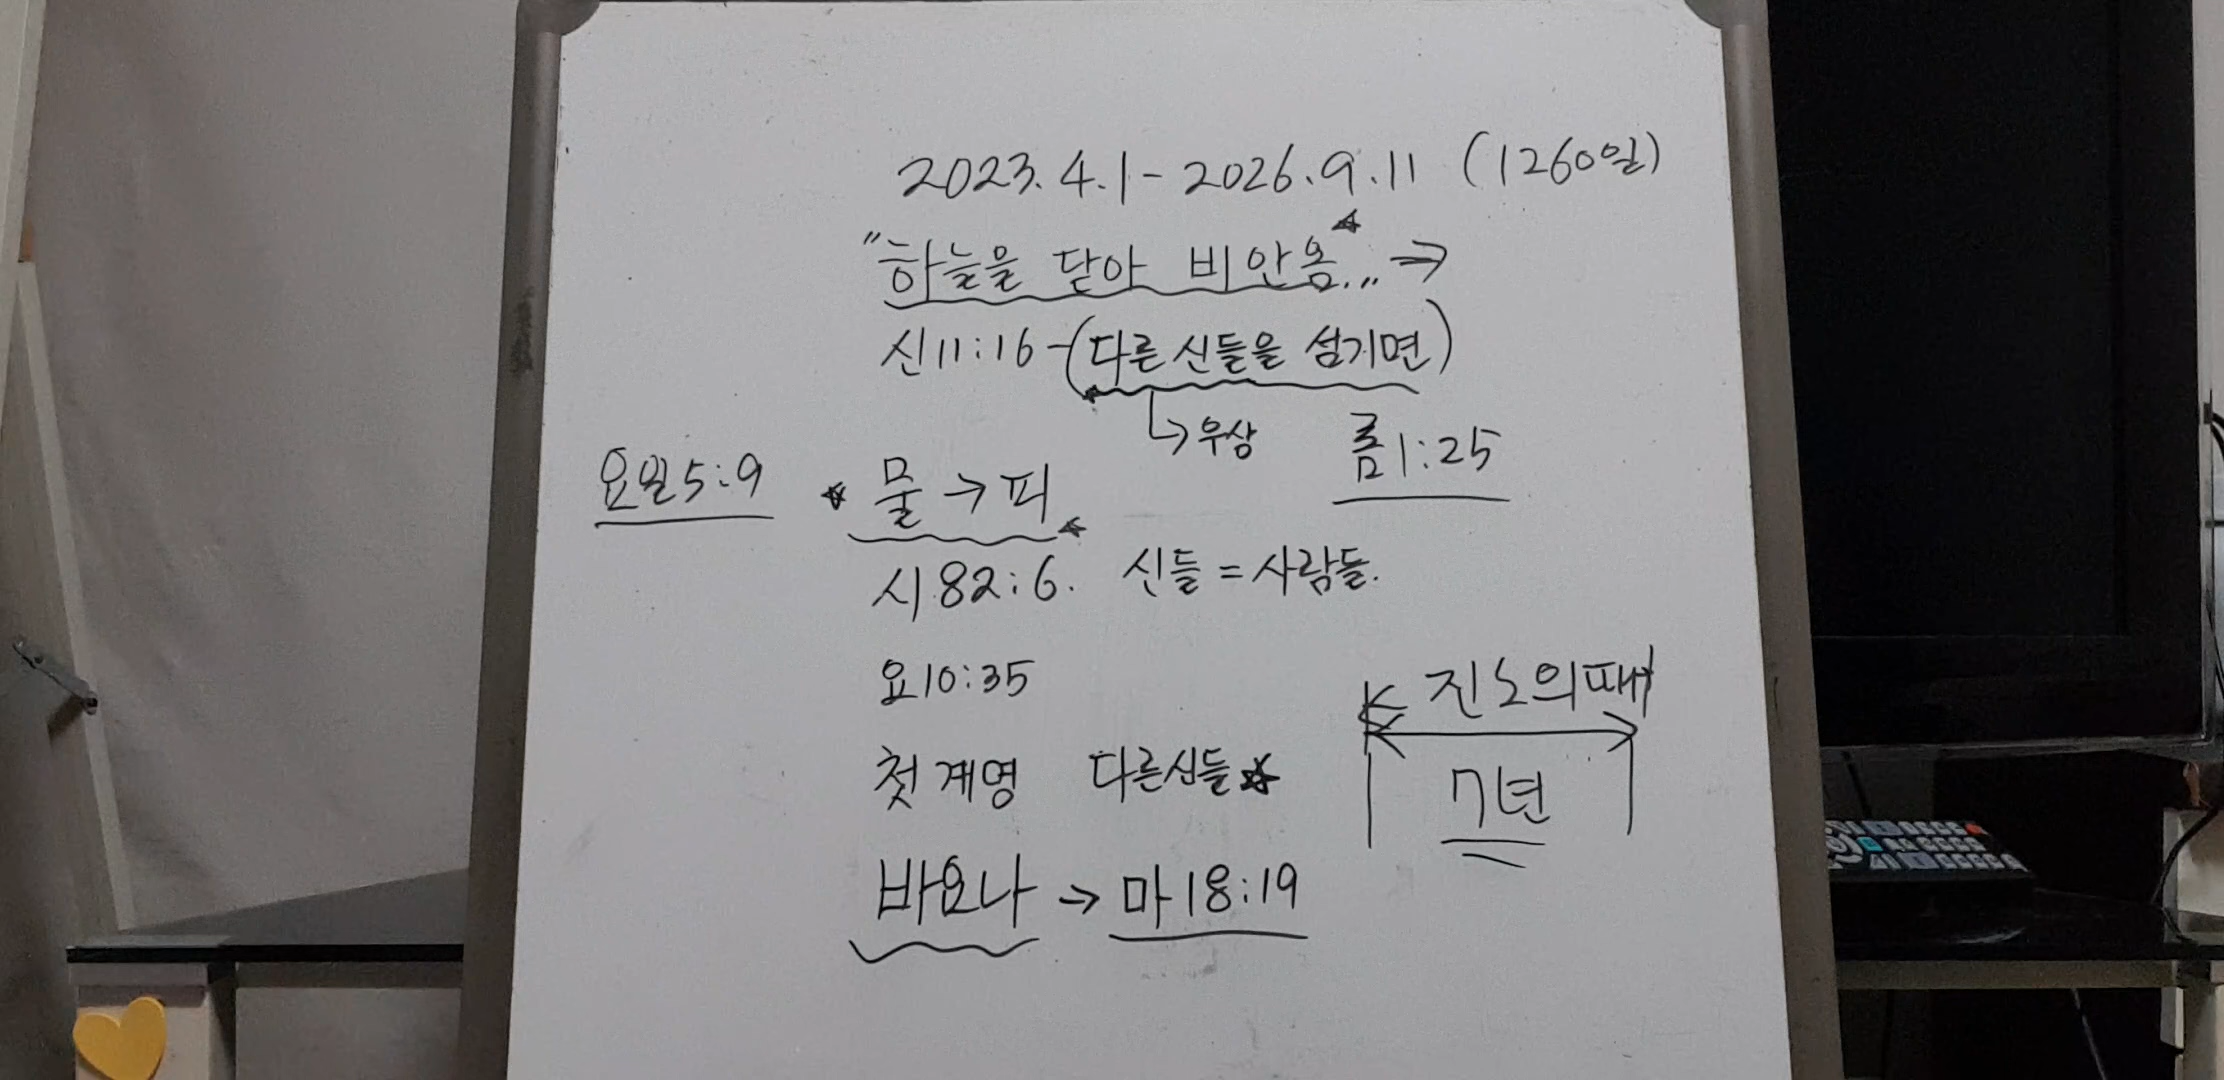 2023.4.1 - 2026.9.11 (1260일)
"하늘을 닫아 비안옴..." →
신11:16 - (다른 신들을 섬기면)
→ 우상
롬1:25
요일5:9
물 → 피
시82:6. 신들 = 사람들.
요10:35
진노의때
7년
첫계명 다른신들
바요나 → 마18:19